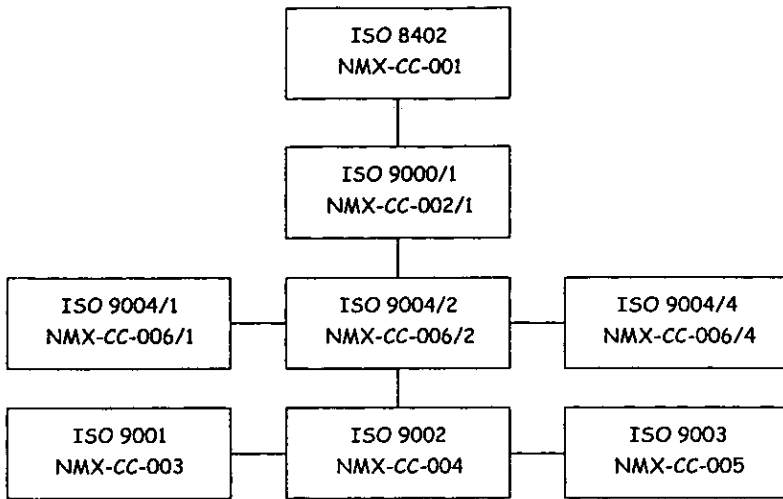 ISO 8402
NMX-CC-001
ISO 9000/1
NMX-CC-002/1
ISO 9004/1
NMX-CC-006/1
ISO 9004/2
NMX-CC-006/2
ISO 9004/4
NMX-CC-006/4
ISO 9001
NMX-CC-003
ISO 9002
NMX-CC-004
ISO 9003
NMX-CC-005